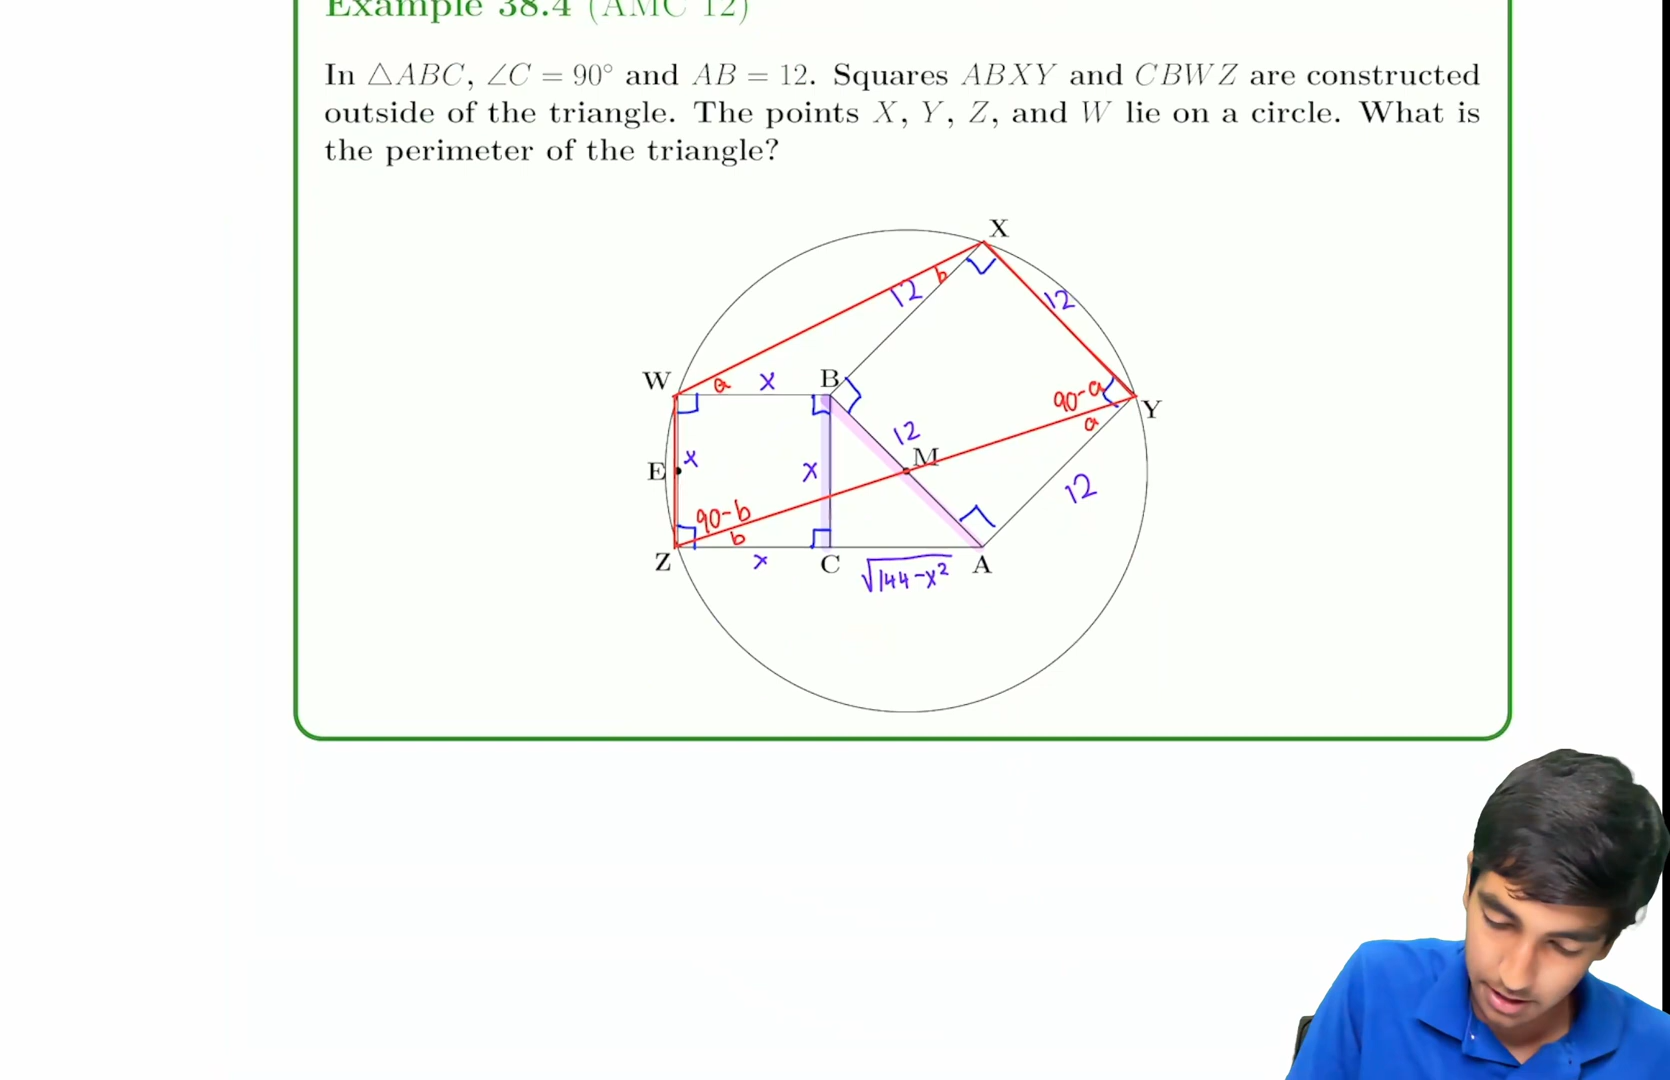 Example 38.4 (AMC 12)
In △ABC, ∠C = 90° and AB = 12. Squares ABXY and CBWZ are constructed
outside of the triangle. The points X, Y, Z, and W lie on a circle. What is
the perimeter of the triangle?
X
b
12
12
W
a
x
B
90-a
Y
a
12
M
E
x
x
12
90-b
b
Z
x
C
√144-x²
A